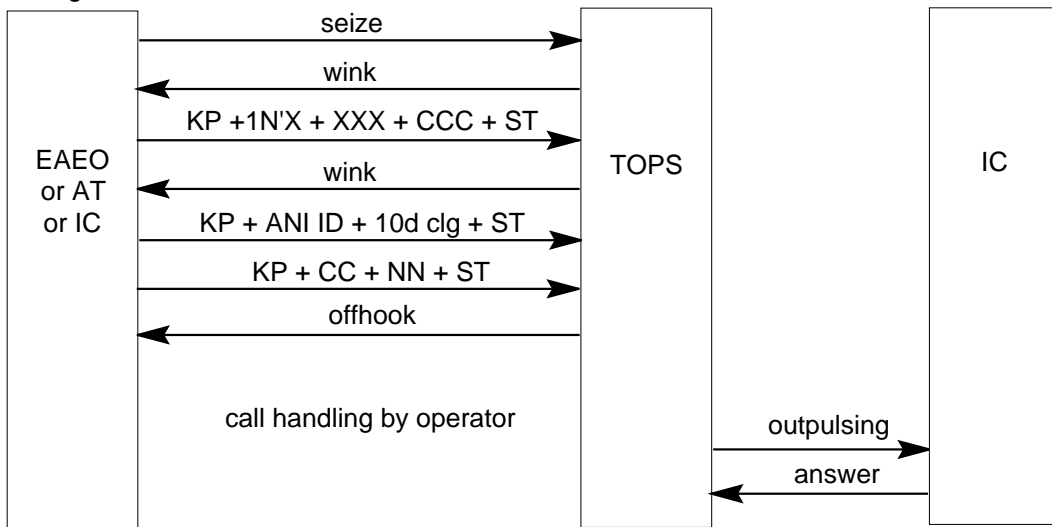 seize
wink
KP +1N'X + XXX + CCC + ST
EAEO
or AT
or IC
TOPS
IC
wink
KP + ANI ID + 10d clg + ST
KP + CC + NN + ST
offhook
call handling by operator
outpulsing
answer